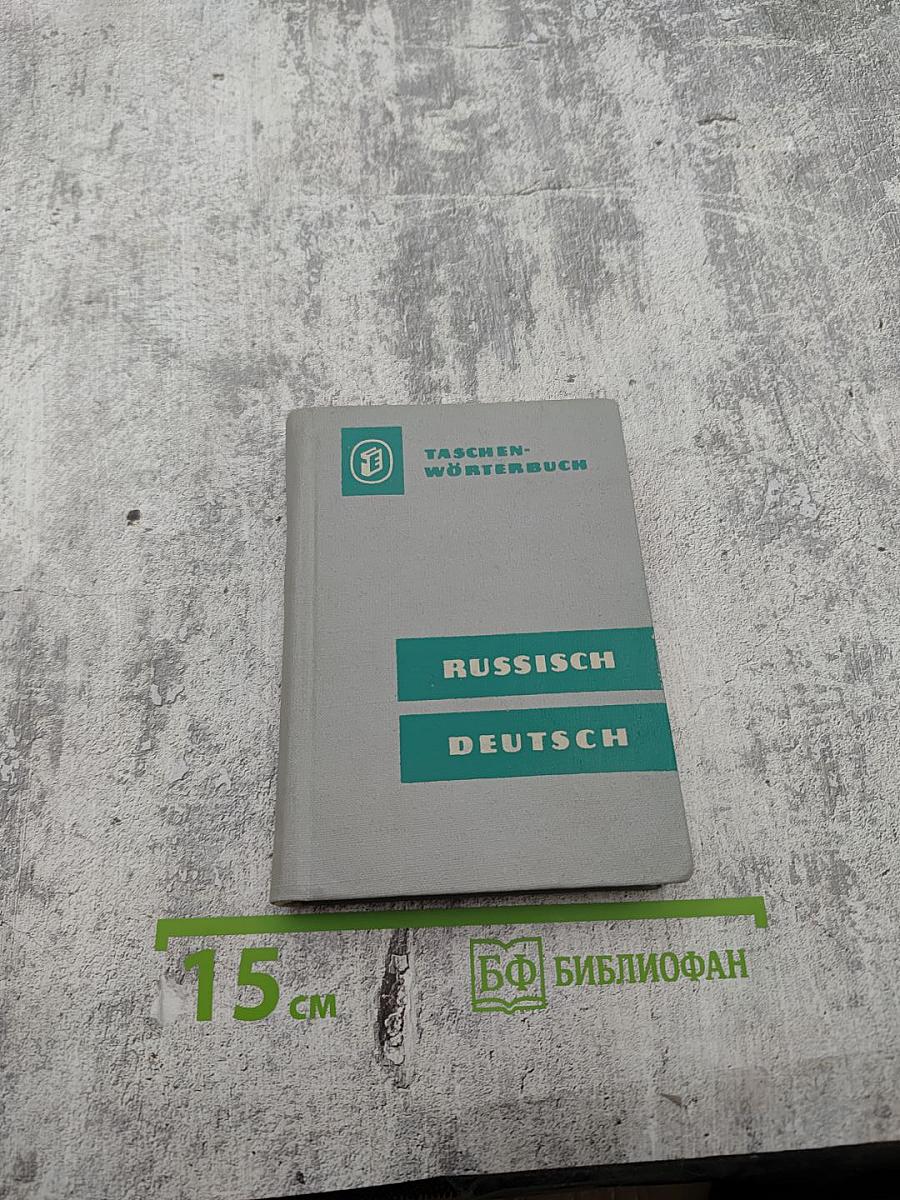 TASCHEN-
WÖRTERBUCH
RUSSISCH
DEUTSCH
15 см
БФ БИБЛИОФАН